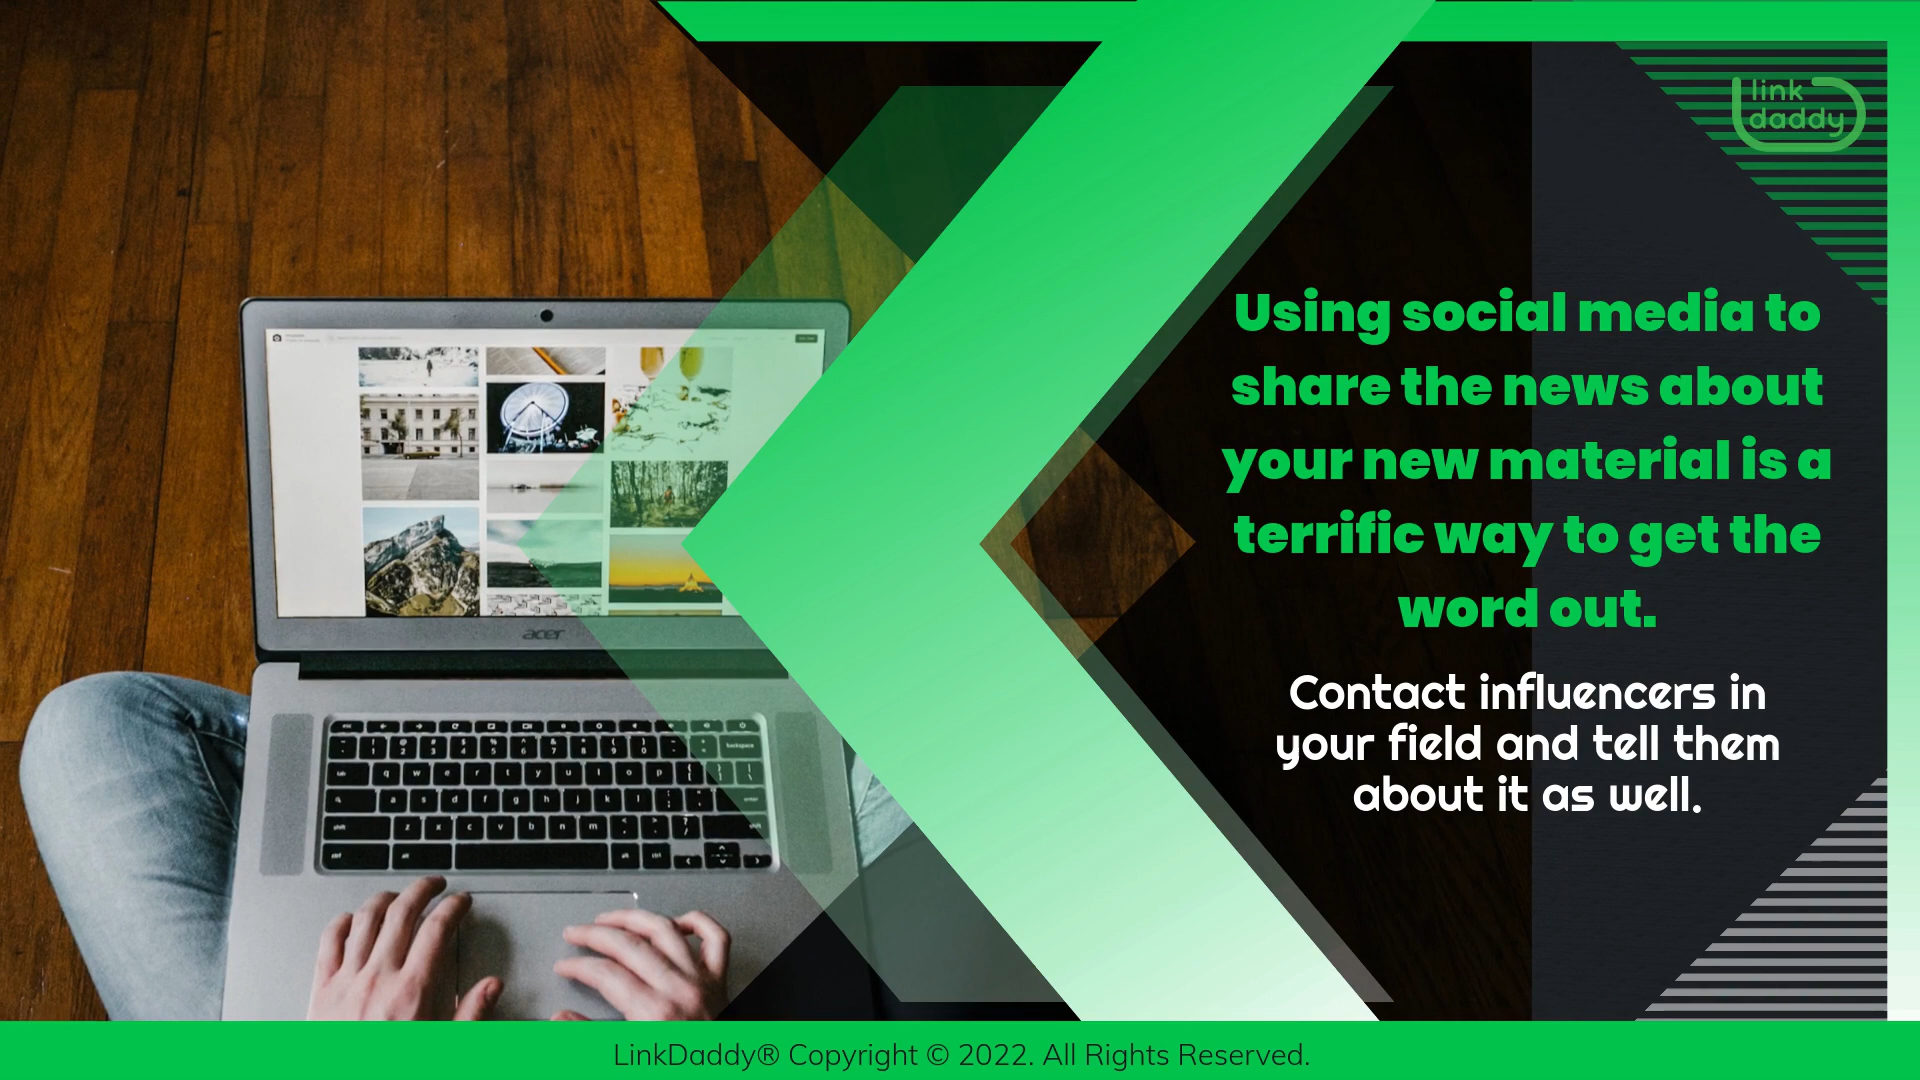 link
daddy
Using social media to
share the news about
your new material is a
terrific way to get the
word out.
Contact influencers in
your field and tell them
about it as well.
acer
LinkDaddy® Copyright © 2022. All Rights Reserved.